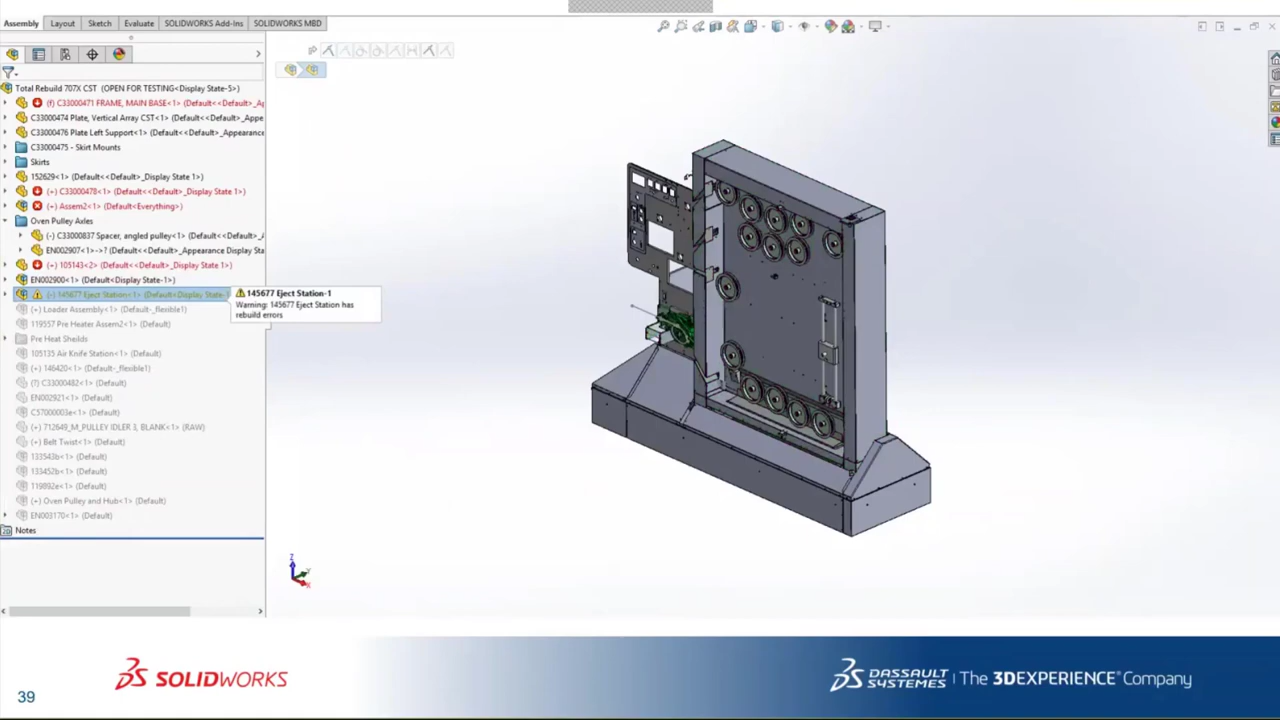 Assembly Layout Sketch Evaluate SOLIDWORKS Add-Ins SOLIDWORKS MBD
Total Rebuild 707X CST (OPEN FOR TESTING<Display State-5>)
(f) C33000471 FRAME, MAIN BASE<1> (Default<<Default>_Ap
C33000474 Plate, Vertical Array CST<1> (Default<<Default>_Appe
C33000476 Plate Left Support<1> (Default<<Default>_Appearance
C33000475 - Skirt Mounts
Skirts
152629<1> (Default<<Default>_Display State 1>)
(+) C33000478<1> (Default<<Default>_Display State 1>)
(+) Assem2<1> (Default<Everything>)
Oven Pulley Axles
(-) C33000837 Spacer, angled pulley<1> (Default<<Default>_A
EN002907<1>->? (Default<<Default>_Appearance Display Sta
(+) 105143<2> (Default<<Default>_Display State 1>)
EN002900<1> (Default<Display State-1>)
(-) 145677 Eject Station<1> (Default<Display State-1
145677 Eject Station-1
Warning: 145677 Eject Station has
rebuild errors
(+) Loader Assembly<1> (Default-_flexible1)
119557 Pre Heater Assem2<1> (Default)
Pre Heat Sheilds
105135 Air Knife Station<1> (Default)
(+) 146420<1> (Default-_flexible1)
(?) C33000482<1> (Default)
EN002921<1> (Default)
C57000003e<1> (Default)
(+) 712649_M_PULLEY IDLER 3, BLANK<1> (RAW)
(+) Belt Twist<1> (Default)
133543b<1> (Default)
133452b<1> (Default)
119892e<1> (Default)
(+) Oven Pulley and Hub<1> (Default)
EN003170<1> (Default)
Notes
Z
Y
X
39
SOLIDWORKS
DASSAULT SYSTEMES | The 3DEXPERIENCE® Company